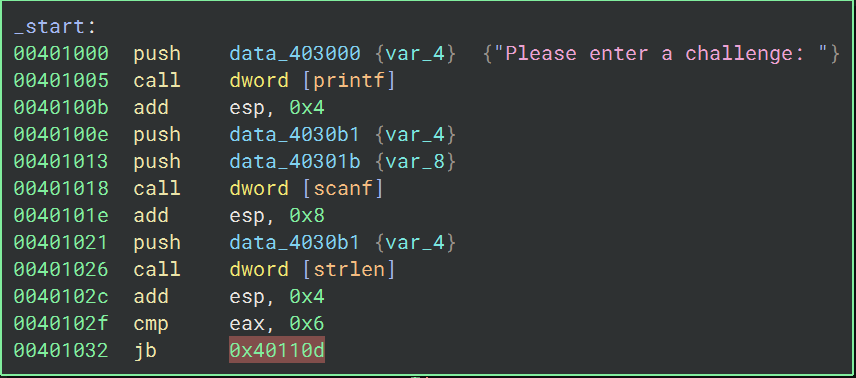 _start:
00401000 push data_403000 {var_4} {"Please enter a challenge: "}
00401005 call dword [printf]
0040100b add esp, 0x4
0040100e push data_4030b1 {var_4}
00401013 push data_40301b {var_8}
00401018 call dword [scanf]
0040101e add esp, 0x8
00401021 push data_4030b1 {var_4}
00401026 call dword [strlen]
0040102c add esp, 0x4
0040102f cmp eax, 0x6
00401032 jb 0x40110d